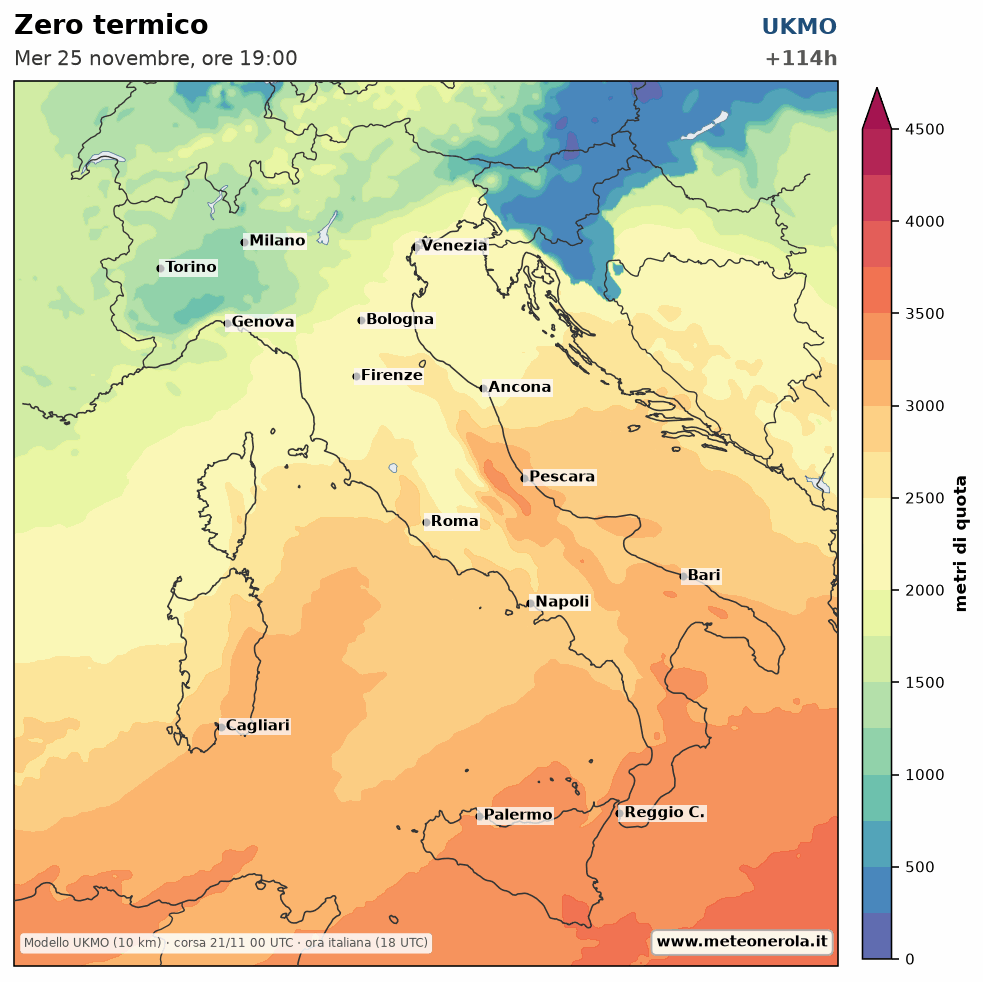 Zero termico
UKMO
Mer 25 novembre, ore 19:00
+114h
4500
4000
3500
3000
2500
2000
1500
1000
500
0
metri di quota
Milano
Venezia
Torino
Genova
Bologna
Firenze
Ancona
Pescara
Roma
Bari
Napoli
Cagliari
Palermo
Reggio C.
Modello UKMO (10 km) · corsa 21/11 00 UTC · ora italiana (18 UTC)
www.meteonerola.it